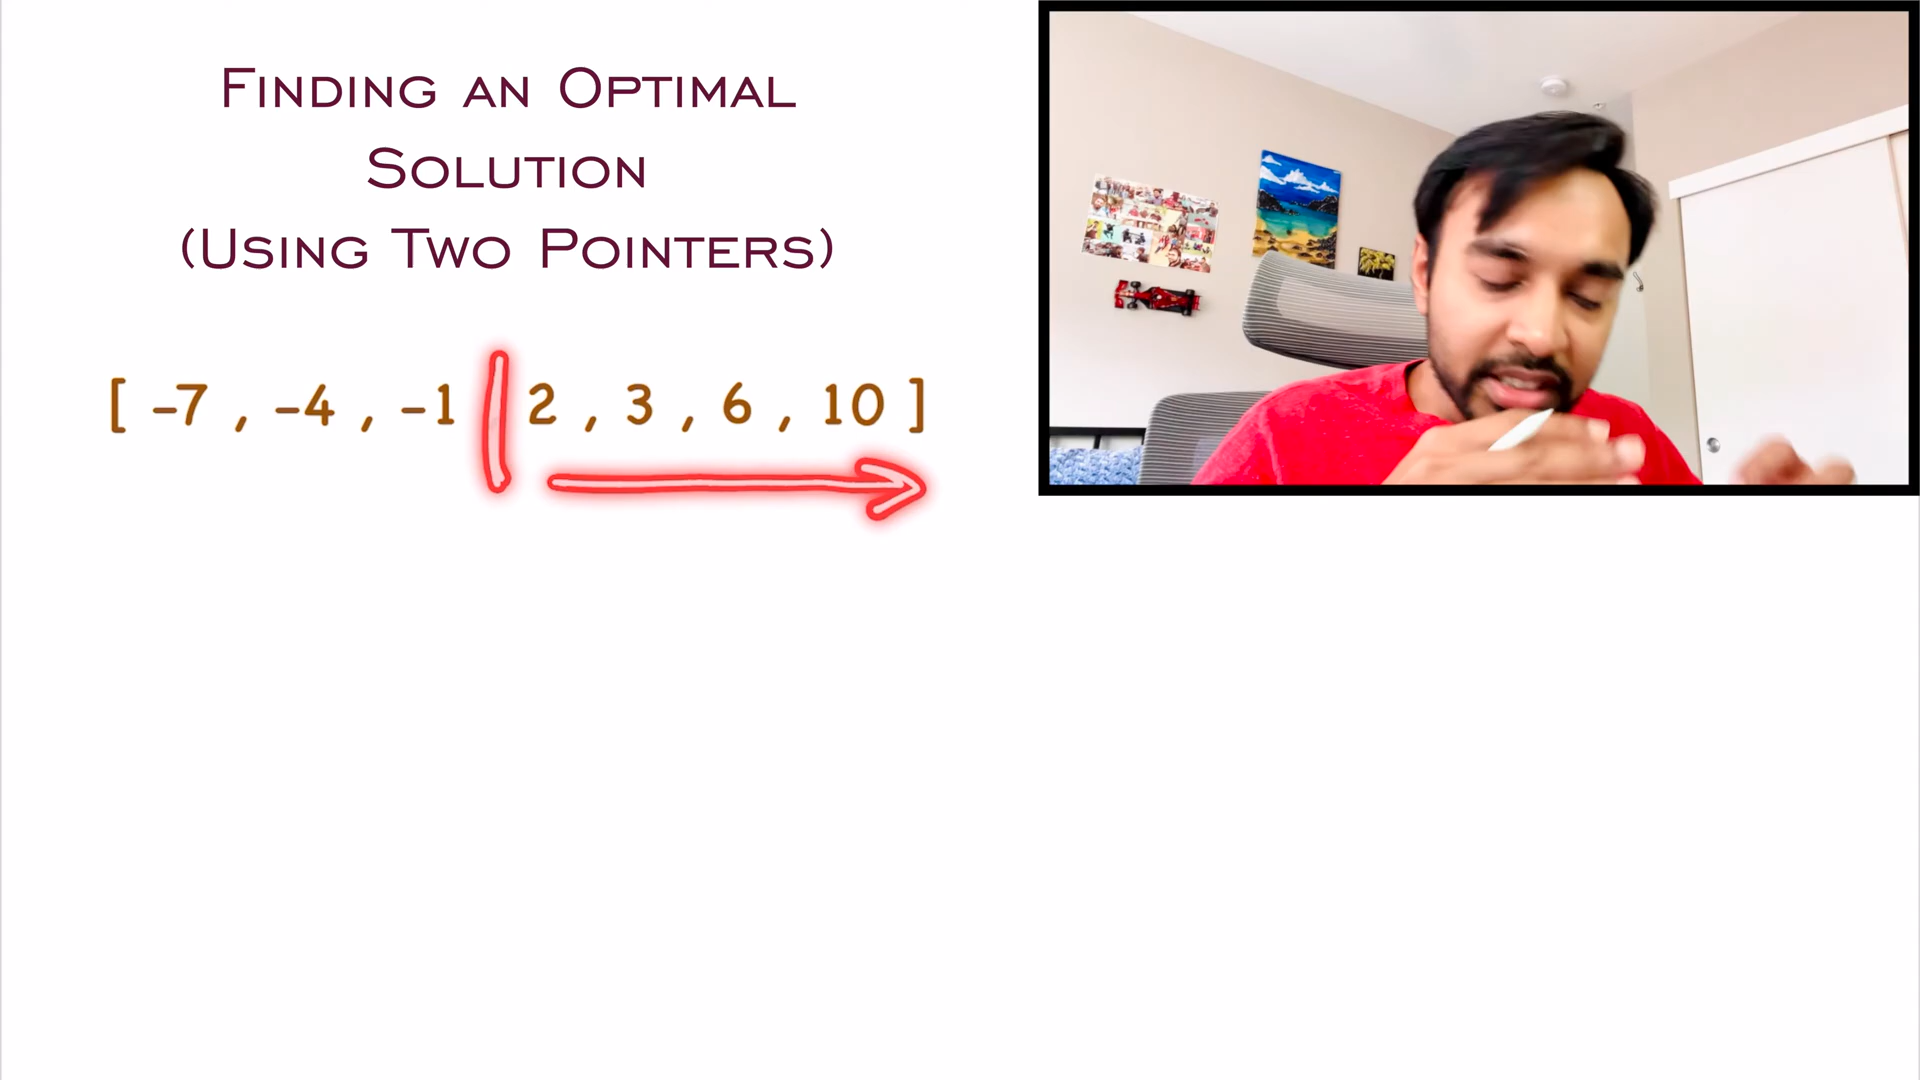 Finding an Optimal
Solution
(Using Two Pointers)
[ -7 , -4 , -1 2 , 3 , 6 , 10 ]